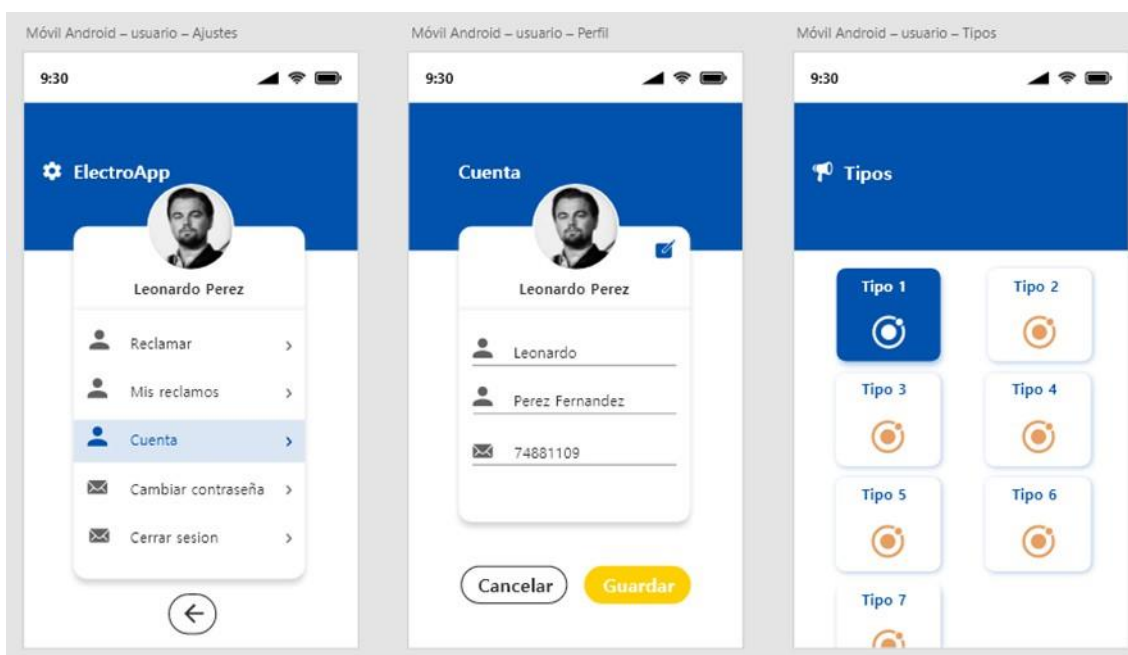 Móvil Android – usuario – Ajustes
9:30
ElectroApp
Leonardo Perez
Reclamar
Mis reclamos
Cuenta
Cambiar contraseña
Cerrar sesion
Móvil Android – usuario – Perfil
9:30
Cuenta
Leonardo Perez
Leonardo
Perez Fernandez
74881109
Cancelar
Guardar
Móvil Android – usuario – Tipos
9:30
Tipos
Tipo 1
Tipo 2
Tipo 3
Tipo 4
Tipo 5
Tipo 6
Tipo 7